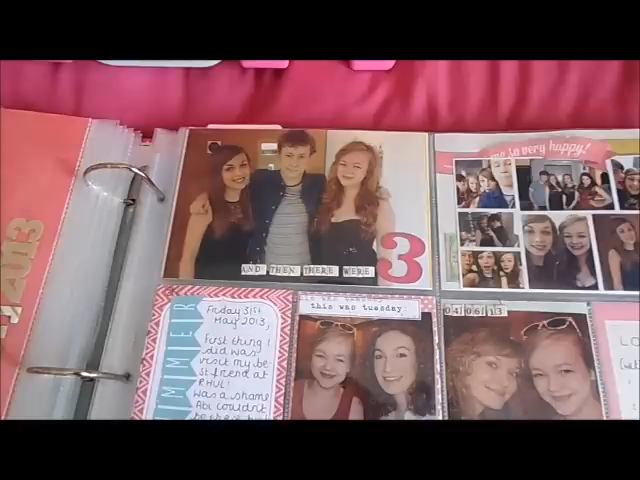 so very happy!
AND THEN THERE WERE
3
2013
this was tuesday:
04.06.13
Friday 31st
May 2013,
First thing I
did was
visit my be-
st friend at
RHUL!
Was a shame
Abi couldn't